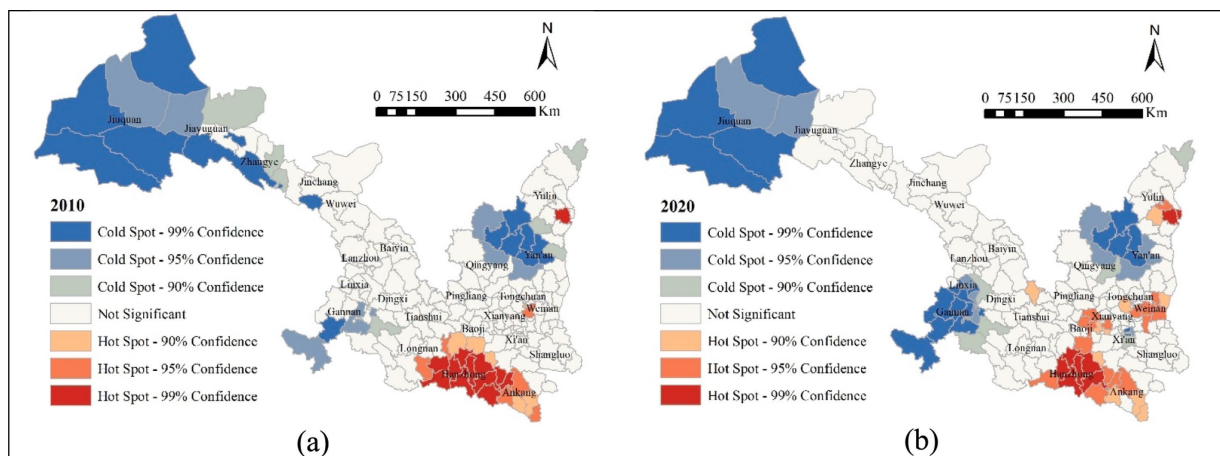 N
0 75 150 300 450 600
Km
Jiuquan
Jiayuguan
Zhangye
Jinchang
Wuwei
Yulin
2010
Cold Spot - 99% Confidence
Cold Spot - 95% Confidence
Cold Spot - 90% Confidence
Not Significant
Hot Spot - 90% Confidence
Hot Spot - 95% Confidence
Hot Spot - 99% Confidence
Baiyin
Lanzhou
Yan'an
Qingyang
Linxia
Dingxi
Pingliang
Tongchuan
Gannan
Tianshui
Xianyang
Weinan
Baoji
Xi'an
Longnan
Shangluo
Hanzhong
Ankang
(a)
N
0 75 150 300 450 600
Km
Jiuquan
Jiayuguan
Zhangye
Jinchang
Wuwei
Yulin
2020
Cold Spot - 99% Confidence
Cold Spot - 95% Confidence
Cold Spot - 90% Confidence
Not Significant
Hot Spot - 90% Confidence
Hot Spot - 95% Confidence
Hot Spot - 99% Confidence
Baiyin
Lanzhou
Yan'an
Qingyang
Linxia
Dingxi
Pingliang
Tongchuan
Gannan
Tianshui
Xianyang
Weinan
Baoji
Xi'an
Longnan
Shangluo
Hanzhong
Ankang
(b)